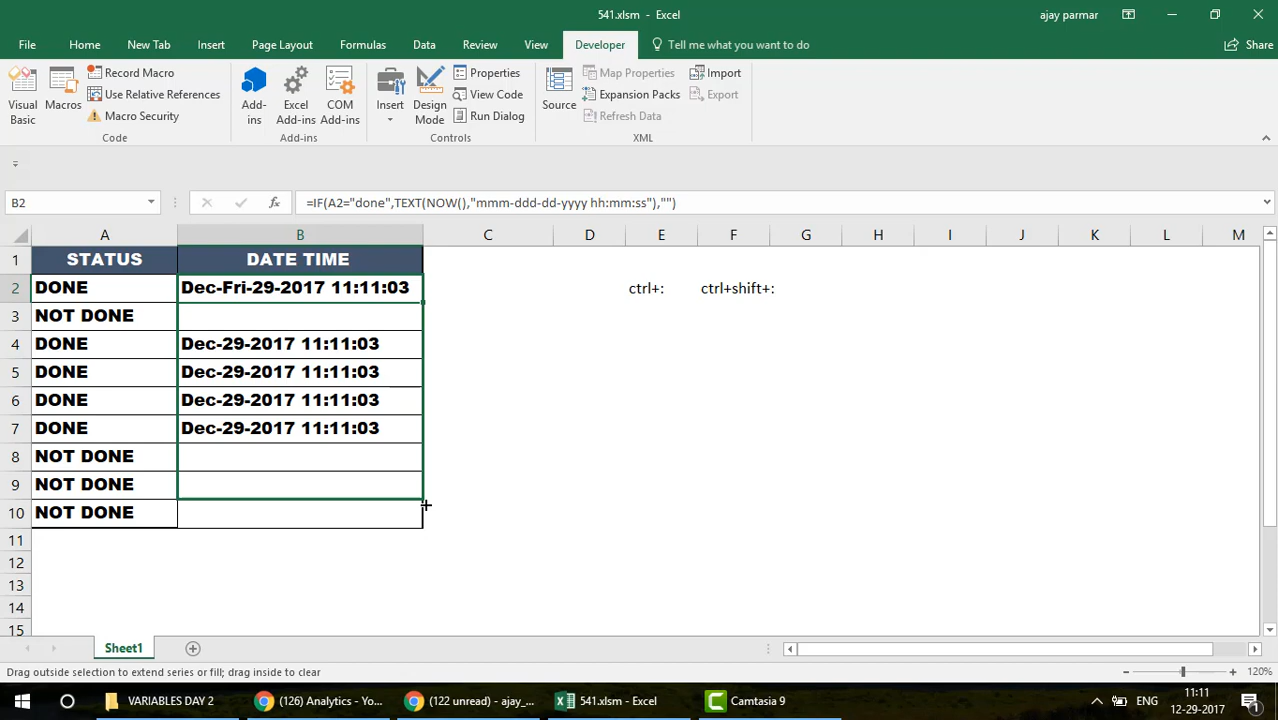 541.xlsm - Excel
ajay parmar
File Home New Tab Insert Page Layout Formulas Data Review View Developer Tell me what you want to do Share
Visual Basic
Macros
Record Macro
Use Relative References
Macro Security
Code
Add-ins
Excel Add-ins
COM Add-ins
Add-ins
Insert
Design Mode
Properties
View Code
Run Dialog
Controls
Source
Map Properties
Expansion Packs
Refresh Data
Import
Export
XML
B2 fx =IF(A2="done",TEXT(NOW(),"mmm-ddd-dd-yyyy hh:mm:ss"),"")
A B C D E F G H I J K L M
1 STATUS DATE TIME
2 DONE Dec-Fri-29-2017 11:11:03 ctrl+: ctrl+shift+:
3 NOT DONE
4 DONE Dec-29-2017 11:11:03
5 DONE Dec-29-2017 11:11:03
6 DONE Dec-29-2017 11:11:03
7 DONE Dec-29-2017 11:11:03
8 NOT DONE
9 NOT DONE
10 NOT DONE
11
12
13
14
15
Sheet1
Drag outside selection to extend series or fill; drag inside to clear 120%
VARIABLES DAY 2 (126) Analytics - Yo... (122 unread) - ajay_... 541.xlsm - Excel Camtasia 9 ENG 11:11
12-29-2017 1